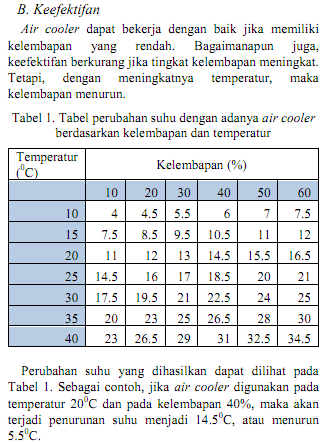 B. Keefektifan
Air cooler dapat bekerja dengan baik jika memiliki
kelembapan yang rendah. Bagaimanapun juga,
keefektifan berkurang jika tingkat kelembapan meningkat.
Tetapi, dengan meningkatnya temperatur, maka
kelembapan menurun.
Tabel 1. Tabel perubahan suhu dengan adanya air cooler
berdasarkan kelembapan dan temperatur
Temperatur
(⁰C)
Kelembapan (%)
10 20 30 40 50 60
10 4 4.5 5.5 6 7 7.5
15 7.5 8.5 9.5 10.5 11 12
20 11 12 13 14.5 15.5 16.5
25 14.5 16 17 18.5 20 21
30 17.5 19.5 21 22.5 24 25
35 20 23 25 26.5 28 30
40 23 26.5 29 31 32.5 34.5
Perubahan suhu yang dihasilkan dapat dilihat pada
Tabel 1. Sebagai contoh, jika air cooler digunakan pada
temperatur 20⁰C dan pada kelembapan 40%, maka akan
terjadi penurunan suhu menjadi 14.5⁰C, atau menurun
5.5⁰C.